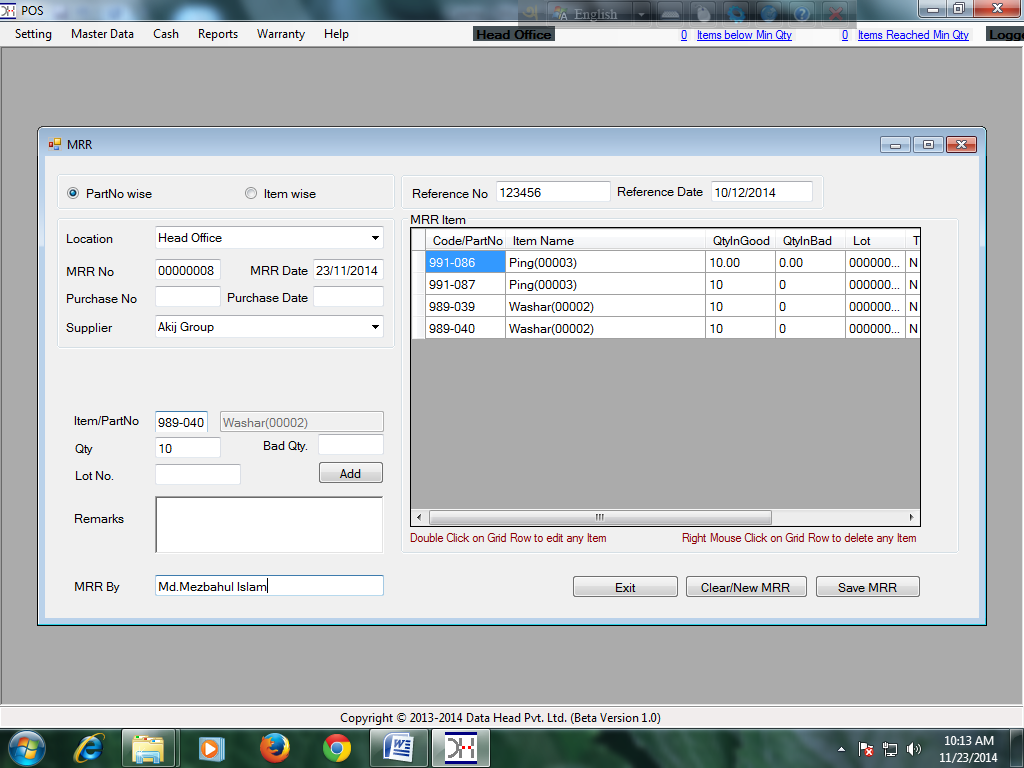 POS
English
Setting Master Data Cash Reports Warranty Help Head Office 0 Items below Min Qty 0 Items Reached Min Qty Logge
MRR
PartNo wise Item wise
Reference No 123456 Reference Date 10/12/2014
Location Head Office
MRR No 00000008 MRR Date 23/11/2014
Purchase No Purchase Date
Supplier Akij Group
MRR Item
Code/PartNo Item Name QtyInGood QtyInBad Lot T
991-086 Ping(00003) 10.00 0.00 000000... N
991-087 Ping(00003) 10 0 000000... N
989-039 Washar(00002) 10 0 000000... N
989-040 Washar(00002) 10 0 000000... N
Double Click on Grid Row to edit any Item Right Mouse Click on Grid Row to delete any Item
Item/PartNo 989-040 Washar(00002)
Qty 10 Bad Qty.
Lot No. Add
Remarks
MRR By Md.Mezbahul Islam
Exit Clear/New MRR Save MRR
Copyright © 2013-2014 Data Head Pvt. Ltd. (Beta Version 1.0)
10:13 AM
11/23/2014